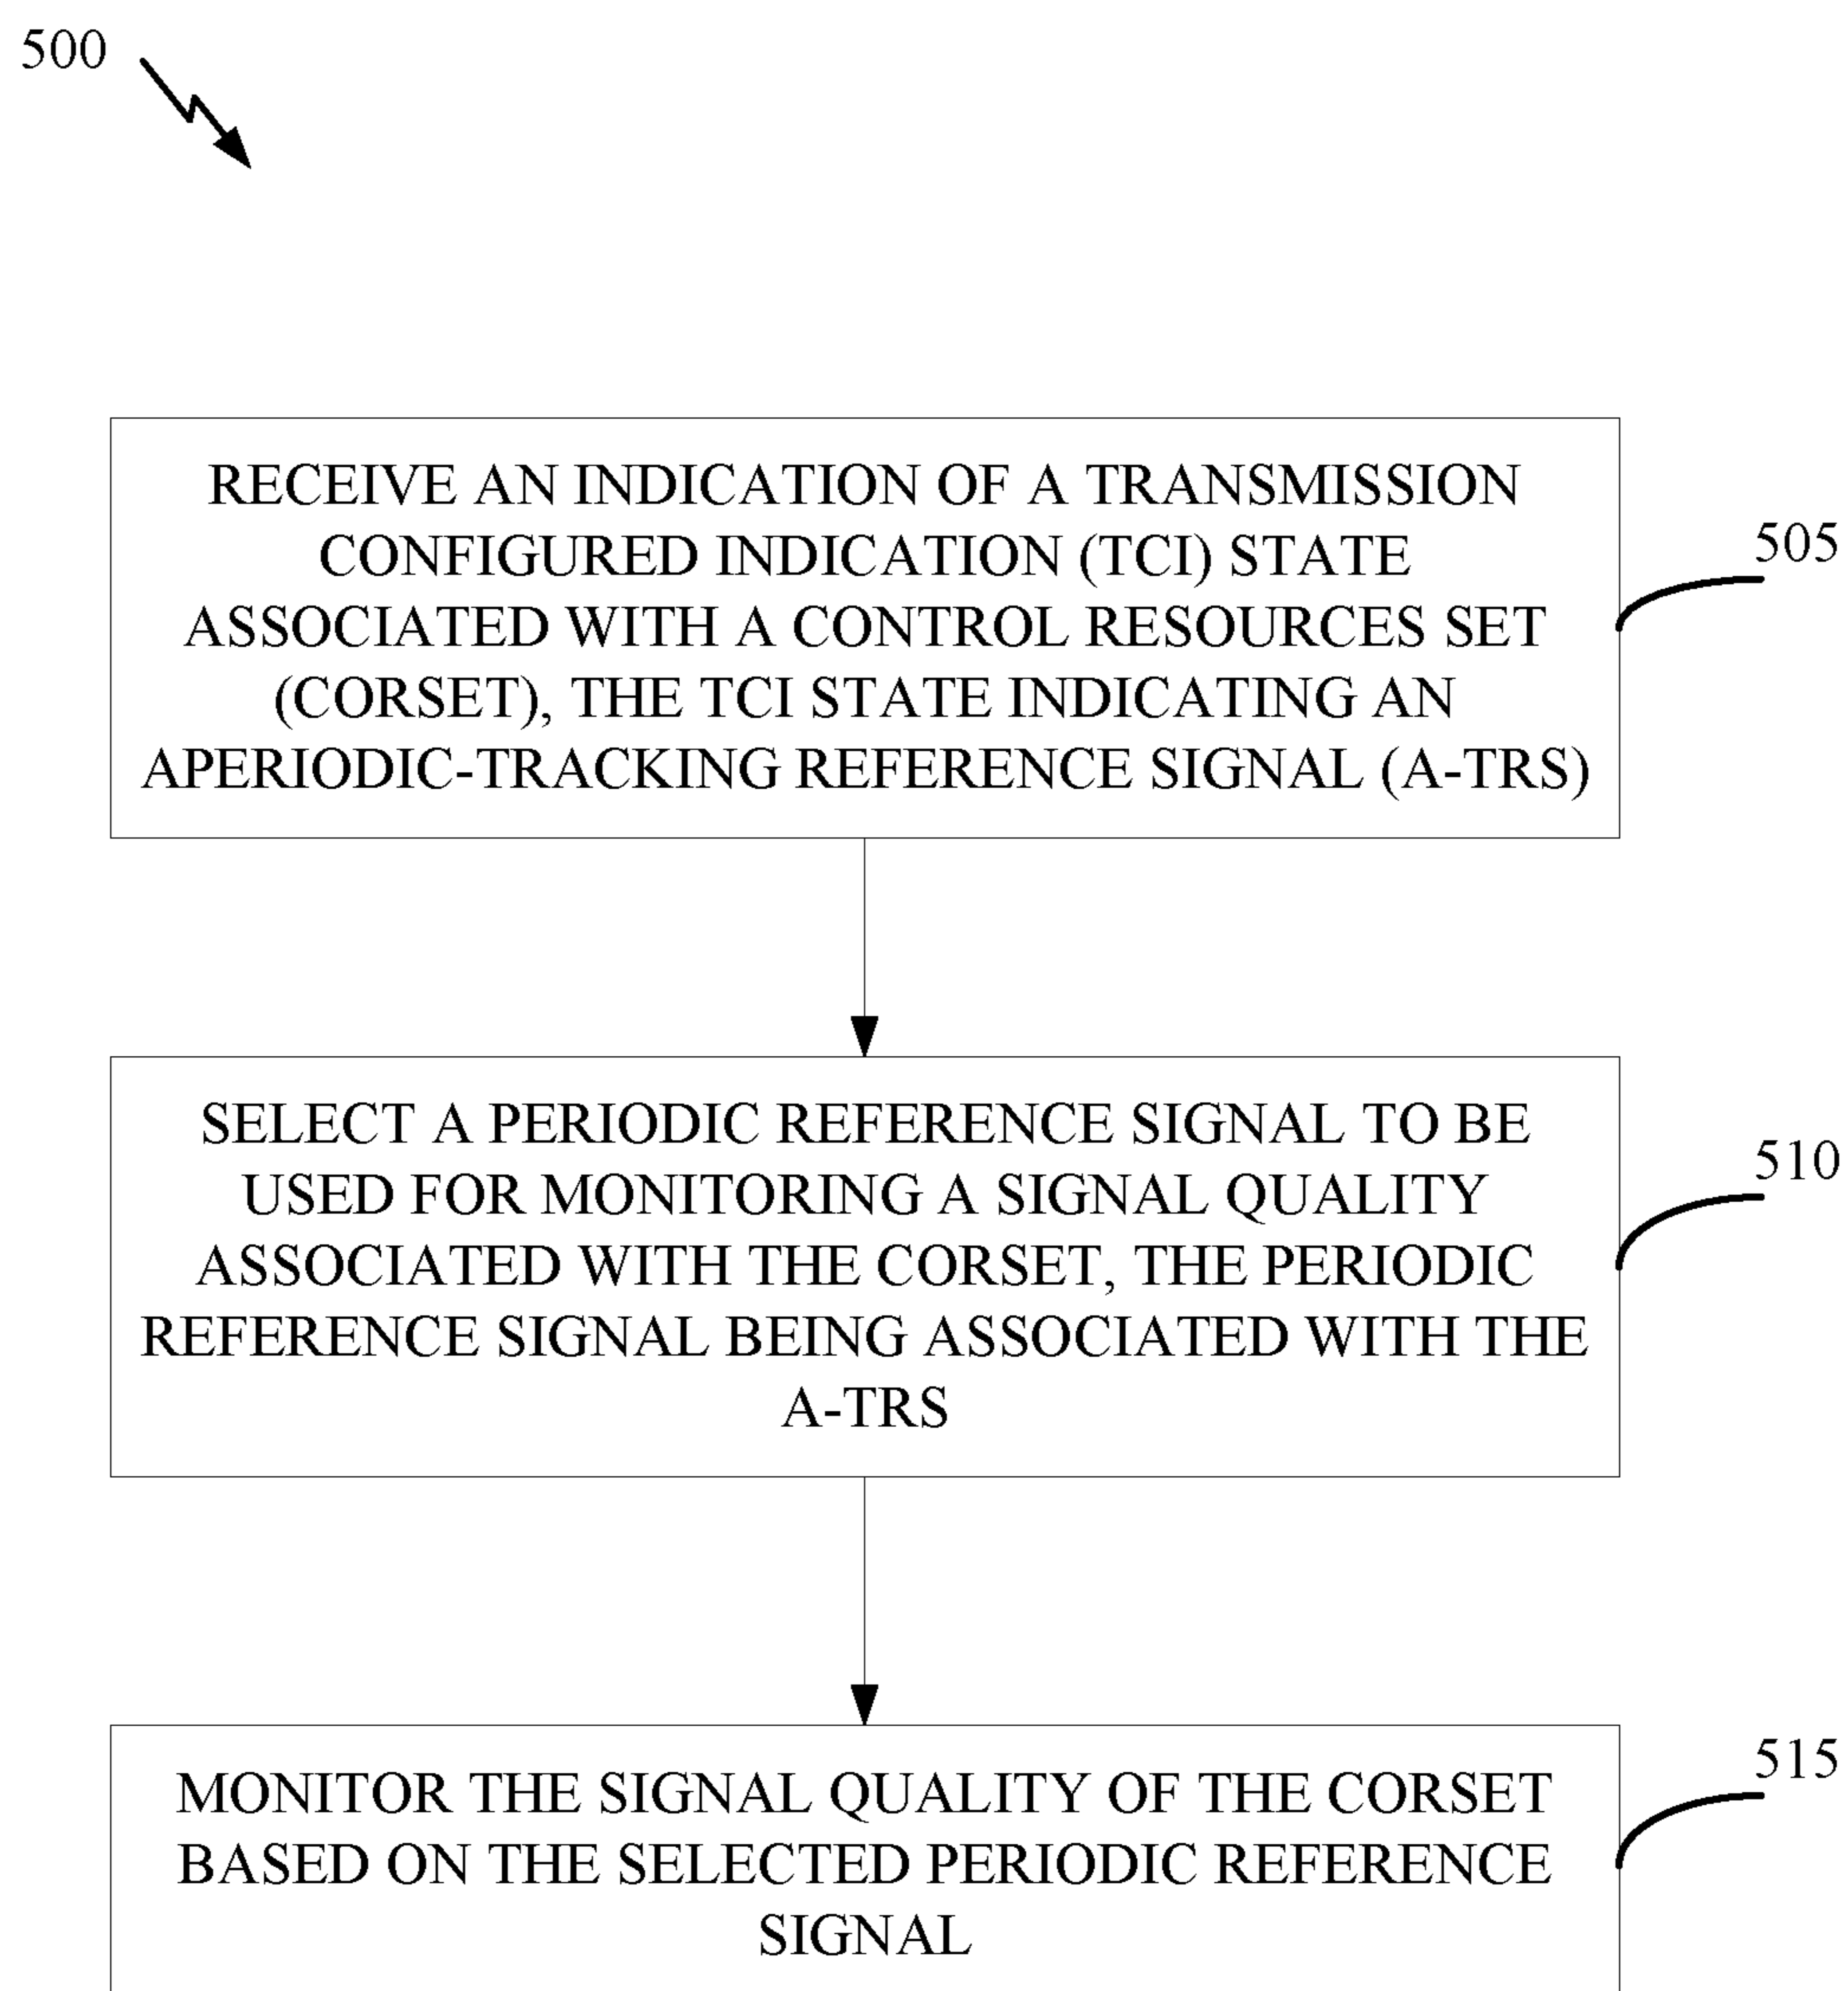 500
RECEIVE AN INDICATION OF A TRANSMISSION
CONFIGURED INDICATION (TCI) STATE
ASSOCIATED WITH A CONTROL RESOURCES SET
(CORSET), THE TCI STATE INDICATING AN
APERIODIC-TRACKING REFERENCE SIGNAL (A-TRS)
505
SELECT A PERIODIC REFERENCE SIGNAL TO BE
USED FOR MONITORING A SIGNAL QUALITY
ASSOCIATED WITH THE CORSET, THE PERIODIC
REFERENCE SIGNAL BEING ASSOCIATED WITH THE
A-TRS
510
MONITOR THE SIGNAL QUALITY OF THE CORSET
BASED ON THE SELECTED PERIODIC REFERENCE
SIGNAL
515